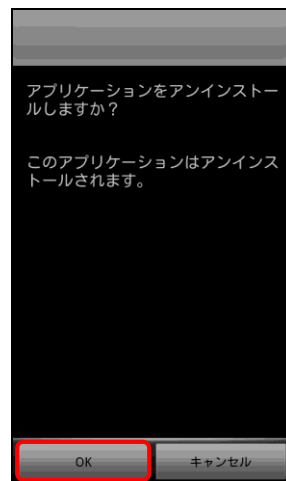 アプリケーションをアンインストー
ルしますか？
このアプリケーションはアンインス
トールされます。
OK
キャンセル